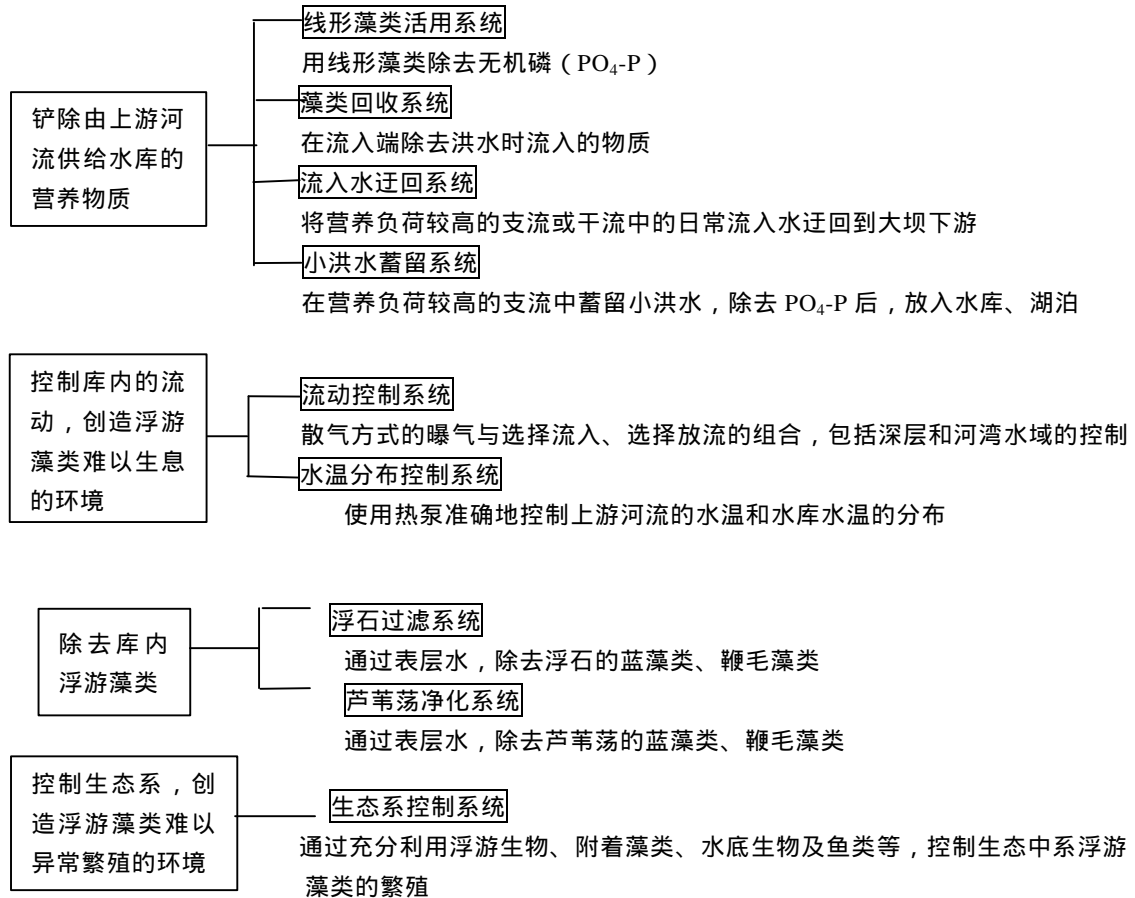 线形藻类活用系统
用线形藻类除去无机磷（PO₄-P）
铲除由上游河
流供给水库的
营养物质
藻类回收系统
在流入端除去洪水时流入的物质
流入水迂回系统
将营养负荷较高的支流或干流中的日常流入水迂回到大坝下游
小洪水蓄留系统
在营养负荷较高的支流中蓄留小洪水，除去 PO₄-P 后，放入水库、湖泊
控制库内的流
动，创造浮游
藻类难以生息
的环境
流动控制系统
散气方式的曝气与选择流入、选择放流的组合，包括深层和河湾水域的控制
水温分布控制系统
使用热泵准确地控制上游河流的水温和水库水温的分布
除去库内
浮游藻类
浮石过滤系统
通过表层水，除去浮石的蓝藻类、鞭毛藻类
芦苇荡净化系统
通过表层水，除去芦苇荡的蓝藻类、鞭毛藻类
控制生态系，创
造浮游藻类难以
异常繁殖的环境
生态系控制系统
通过充分利用浮游生物、附着藻类、水底生物及鱼类等，控制生态中系浮游
藻类的繁殖